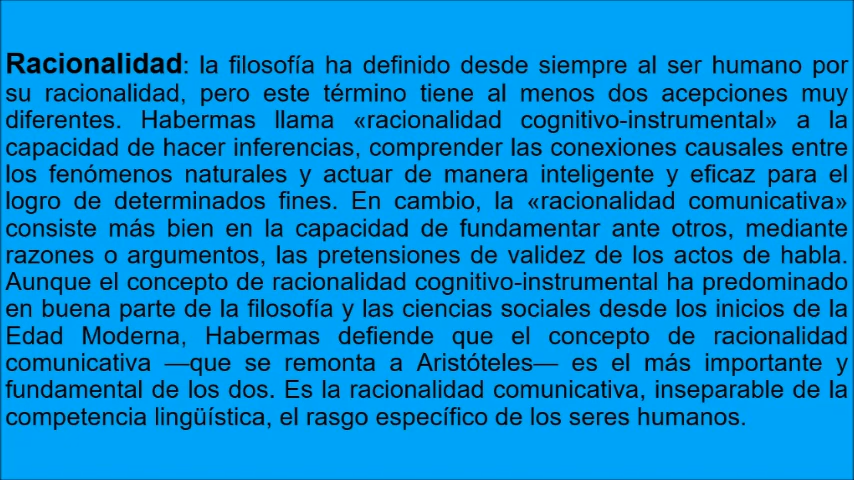 Racionalidad: la filosofía ha definido desde siempre al ser humano por
su racionalidad, pero este término tiene al menos dos acepciones muy
diferentes. Habermas llama «racionalidad cognitivo-instrumental» a la
capacidad de hacer inferencias, comprender las conexiones causales entre
los fenómenos naturales y actuar de manera inteligente y eficaz para el
logro de determinados fines. En cambio, la «racionalidad comunicativa»
consiste más bien en la capacidad de fundamentar ante otros, mediante
razones o argumentos, las pretensiones de validez de los actos de habla.
Aunque el concepto de racionalidad cognitivo-instrumental ha predominado
en buena parte de la filosofía y las ciencias sociales desde los inicios de la
Edad Moderna, Habermas defiende que el concepto de racionalidad
comunicativa —que se remonta a Aristóteles— es el más importante y
fundamental de los dos. Es la racionalidad comunicativa, inseparable de la
competencia lingüística, el rasgo específico de los seres humanos.